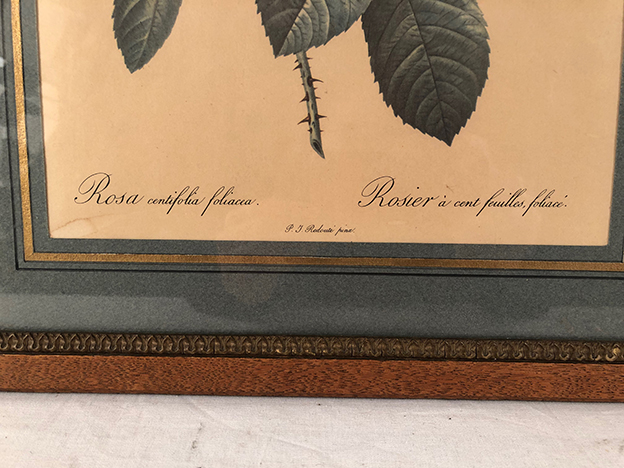 Rosa centifolia foliacea.
Rosier à cent feuilles, foliacé.
P. J. Redouté pinx.